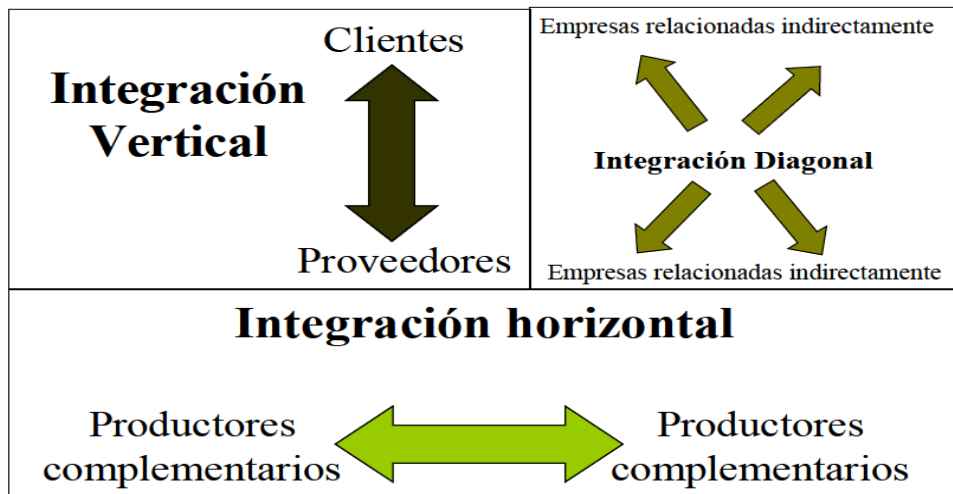 Integración
Vertical
Clientes
Proveedores
Empresas relacionadas indirectamente
Integración Diagonal
Empresas relacionadas indirectamente
Integración horizontal
Productores
complementarios
Productores
complementarios